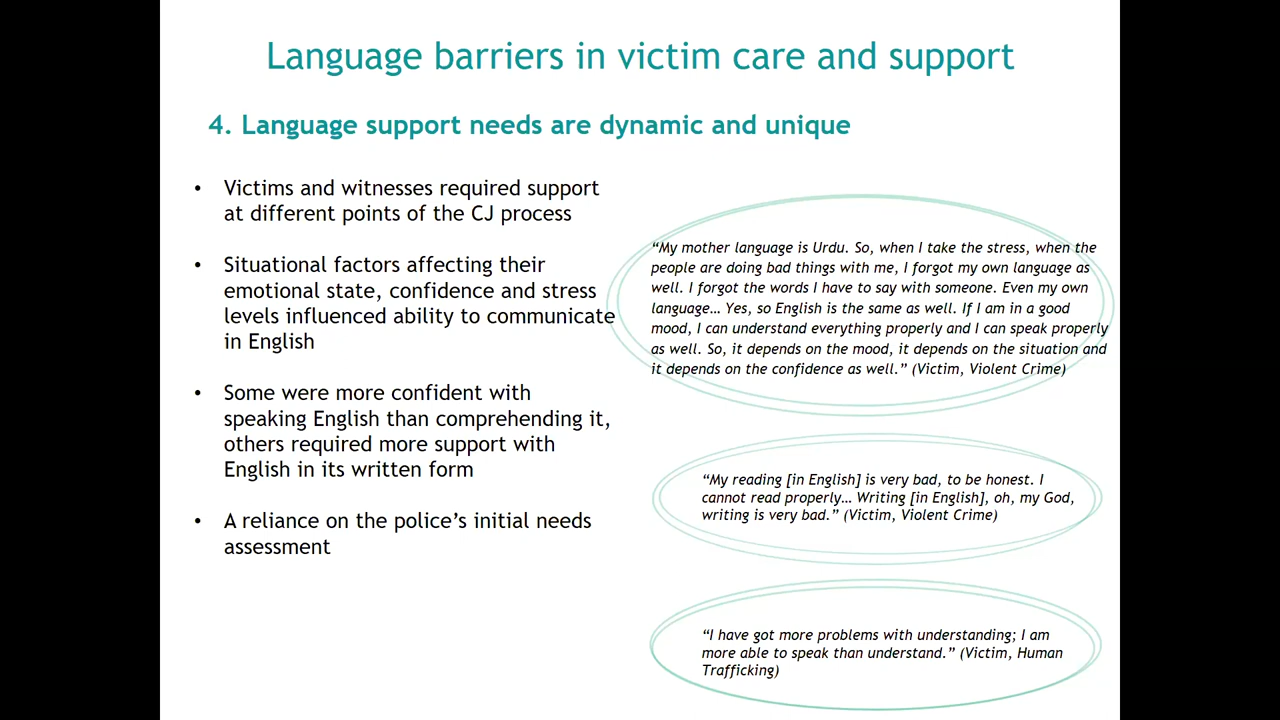 Language barriers in victim care and support
4. Language support needs are dynamic and unique
• Victims and witnesses required support
at different points of the CJ process
• Situational factors affecting their
emotional state, confidence and stress
levels influenced ability to communicate
in English
• Some were more confident with
speaking English than comprehending it,
others required more support with
English in its written form
• A reliance on the police’s initial needs
assessment
“My mother language is Urdu. So, when I take the stress, when the
people are doing bad things with me, I forgot my own language as
well. I forgot the words I have to say with someone. Even my own
language… Yes, so English is the same as well. If I am in a good
mood, I can understand everything properly and I can speak properly
as well. So, it depends on the mood, it depends on the situation and
it depends on the confidence as well.” (Victim, Violent Crime)
“My reading [in English] is very bad, to be honest. I
cannot read properly… Writing [in English], oh, my God,
writing is very bad.” (Victim, Violent Crime)
“I have got more problems with understanding; I am
more able to speak than understand.” (Victim, Human
Trafficking)